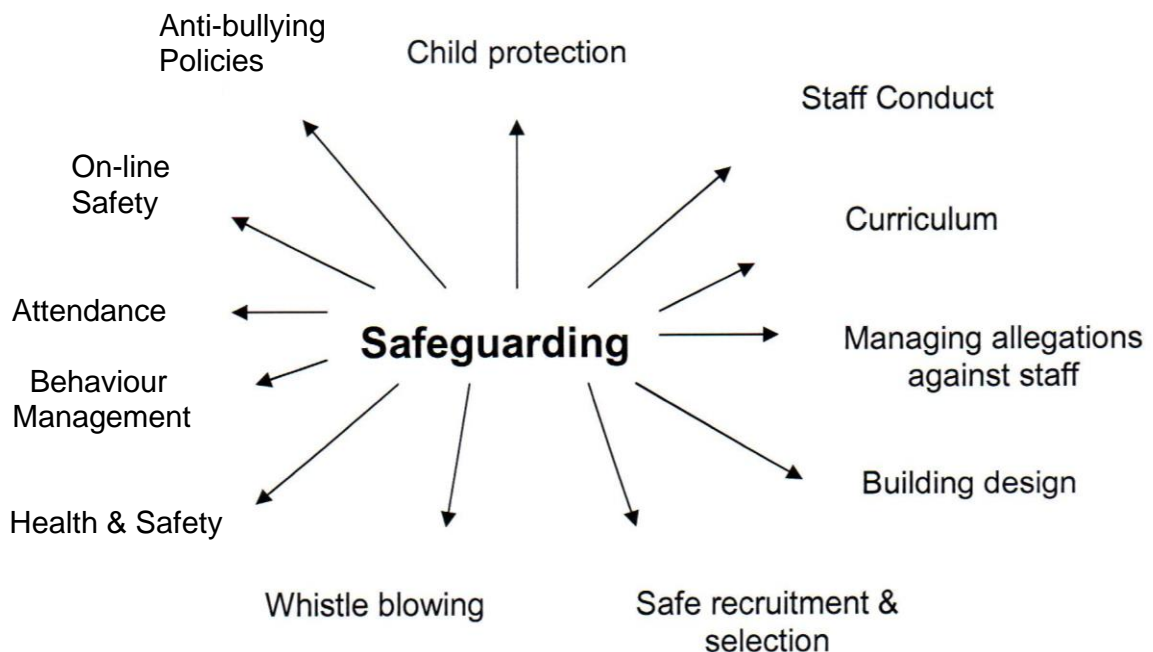 Anti-bullying
Policies
Child protection
Staff Conduct
On-line
Safety
Curriculum
Attendance
Safeguarding
Managing allegations
against staff
Behaviour
Management
Building design
Health & Safety
Whistle blowing
Safe recruitment &
selection